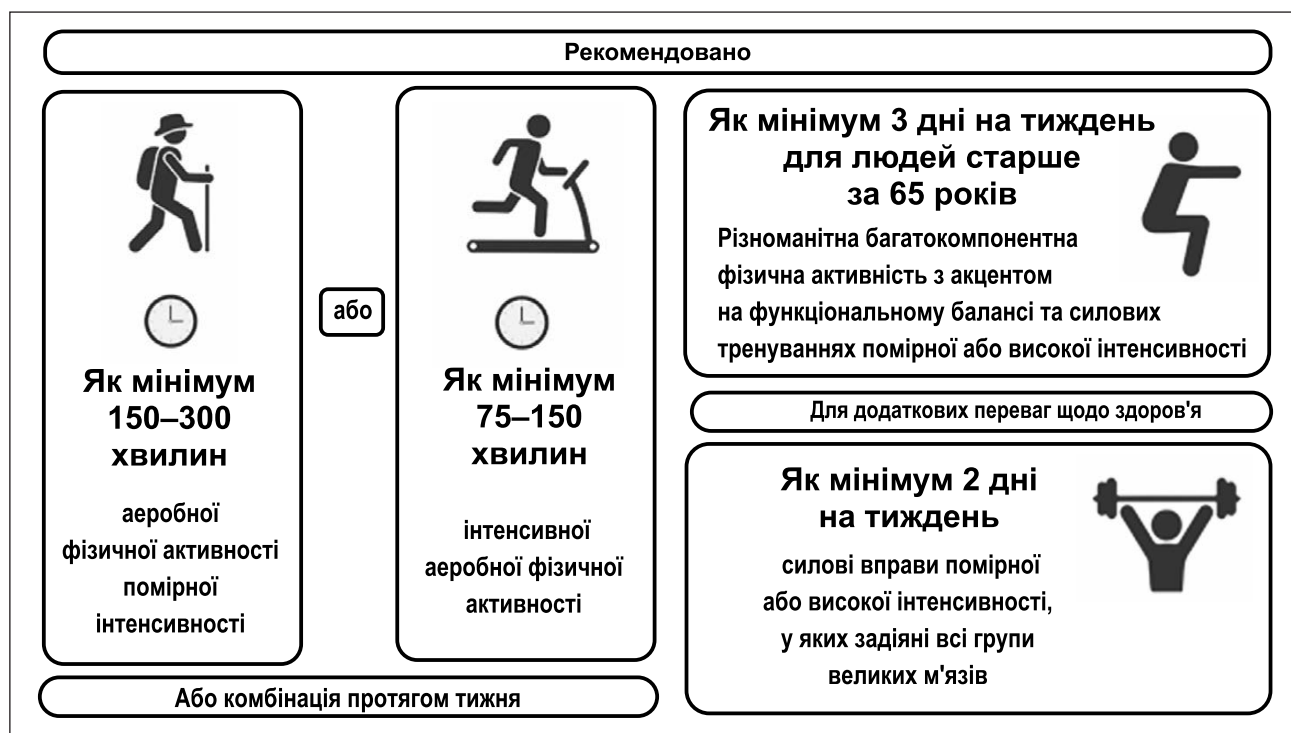 Рекомендовано
Як мінімум
150–300
хвилин
аеробної
фізичної активності
помірної
інтенсивності
або
Як мінімум
75–150
хвилин
інтенсивної
аеробної фізичної
активності
Або комбінація протягом тижня
Як мінімум 3 дні на тиждень
для людей старше
за 65 років
Різноманітна багатокомпонентна
фізична активність з акцентом
на функціональному балансі та силових
тренуваннях помірної або високої інтенсивності
Для додаткових переваг щодо здоров'я
Як мінімум 2 дні
на тиждень
силові вправи помірної
або високої інтенсивності,
у яких задіяні всі групи
великих м'язів